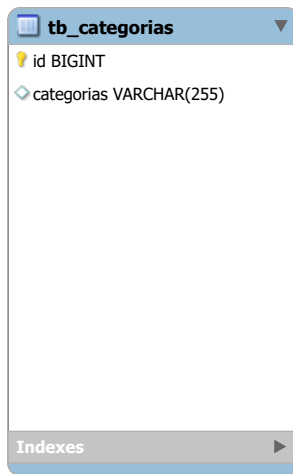 tb_categorias
id BIGINT
categorias VARCHAR(255)
Indexes